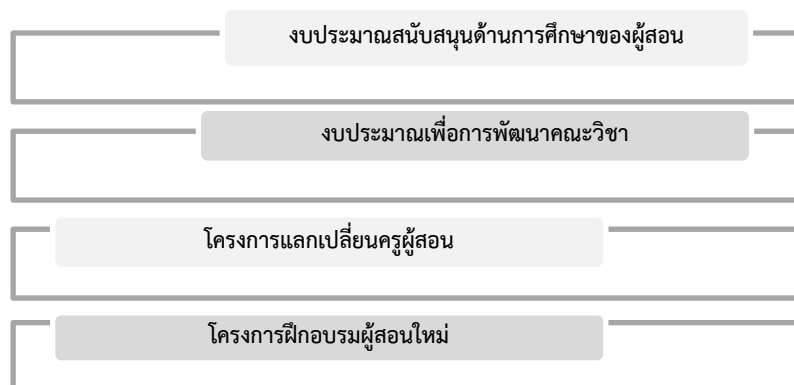 งบประมาณสนับสนุนด้านการศึกษาของผู้สอน
งบประมาณเพื่อการพัฒนาคณะวิชา
โครงการแลกเปลี่ยนครูผู้สอน
โครงการฝึกอบรมผู้สอนใหม่